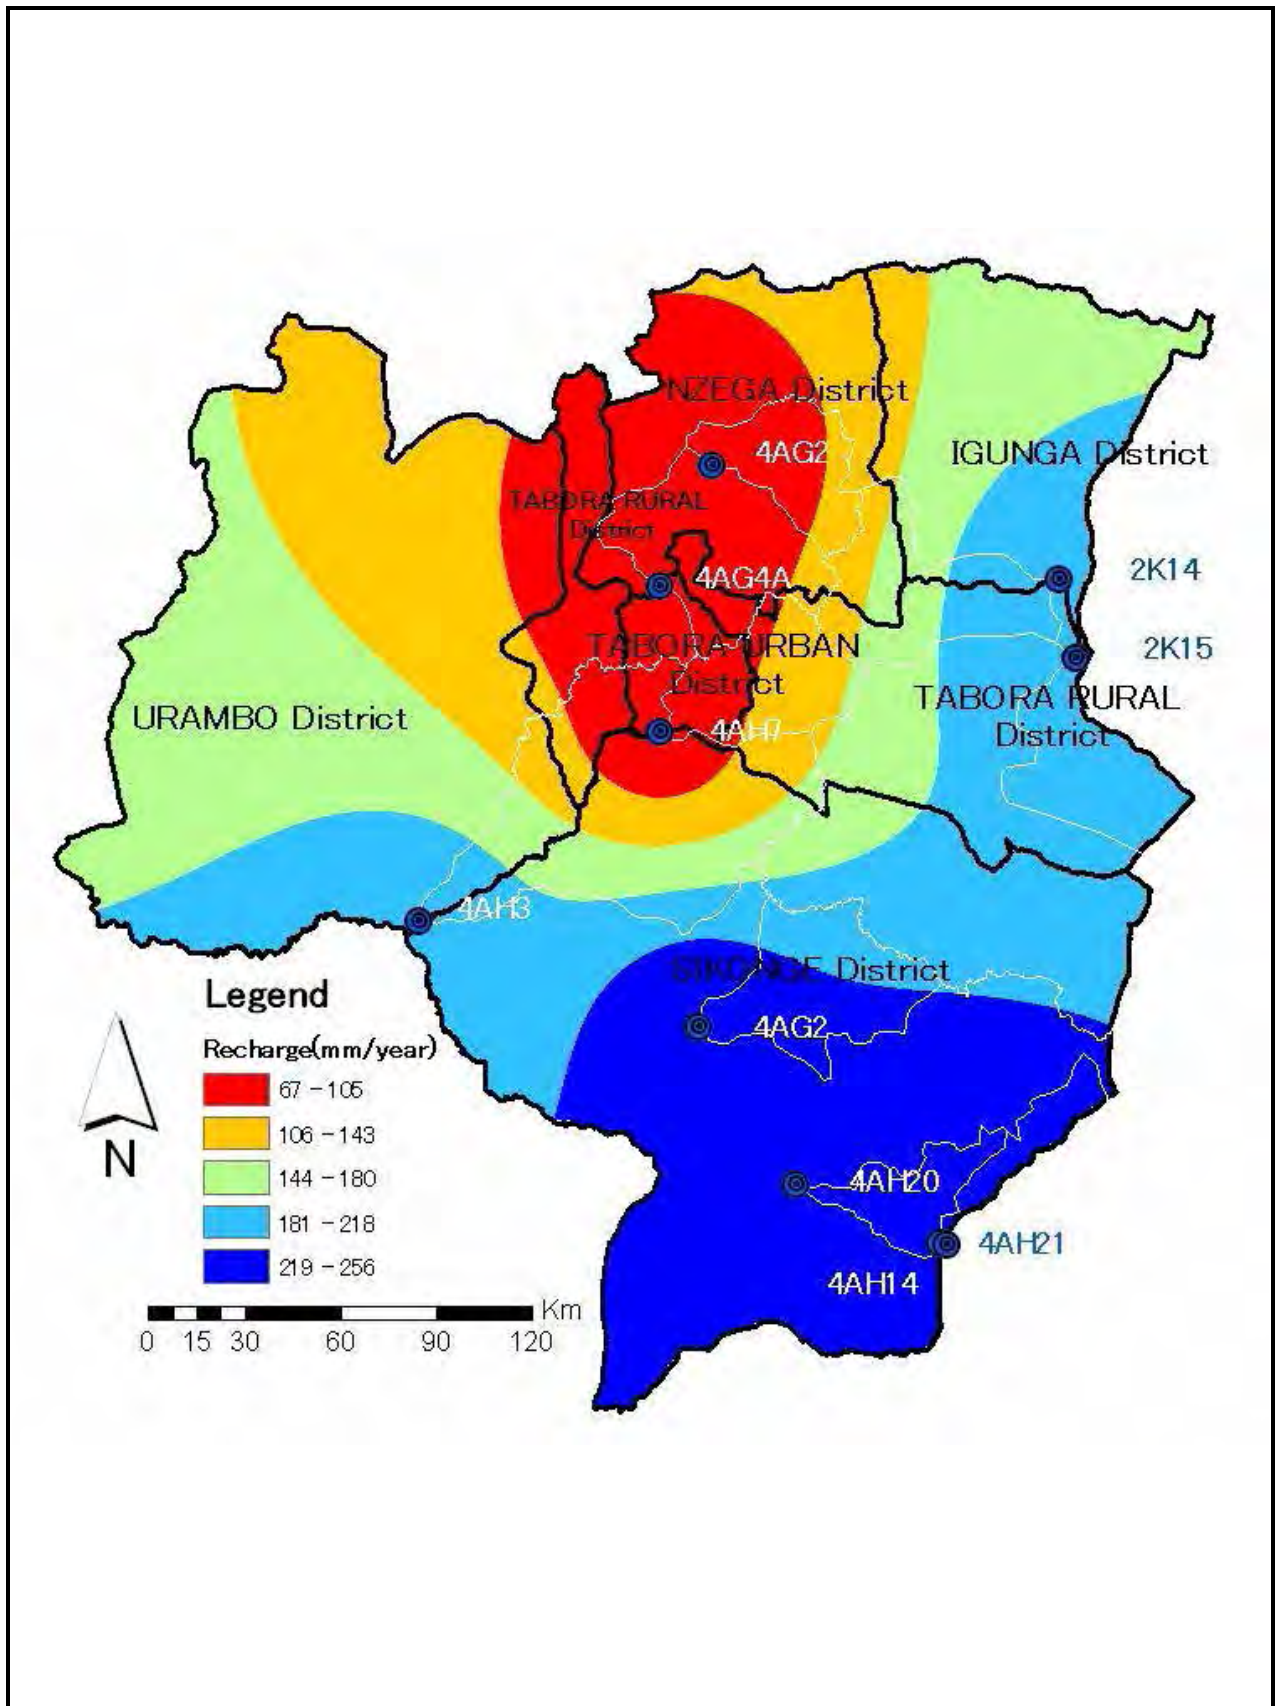 NZEGA District
4AG2
IGUNGA District
TABORA RURAL
District
2K14
4AG4A
2K15
TABORA URBAN
District
TABORA RURAL
District
URAMBO District
4AH7
4AH3
SIKONGE District
Legend
4AG2
Recharge(mm/year)
67 - 105
106 - 143
144 - 180
181 - 218
219 - 256
N
4AH20
4AH21
4AH14
Km
0 15 30 60 90 120